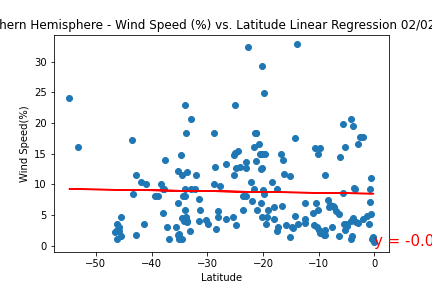 hern Hemisphere - Wind Speed (%) vs. Latitude Linear Regression 02/02
Wind Speed(%)
30
25
20
15
10
5
0
y = -0.0
−50 −40 −30 −20 −10 0
Latitude